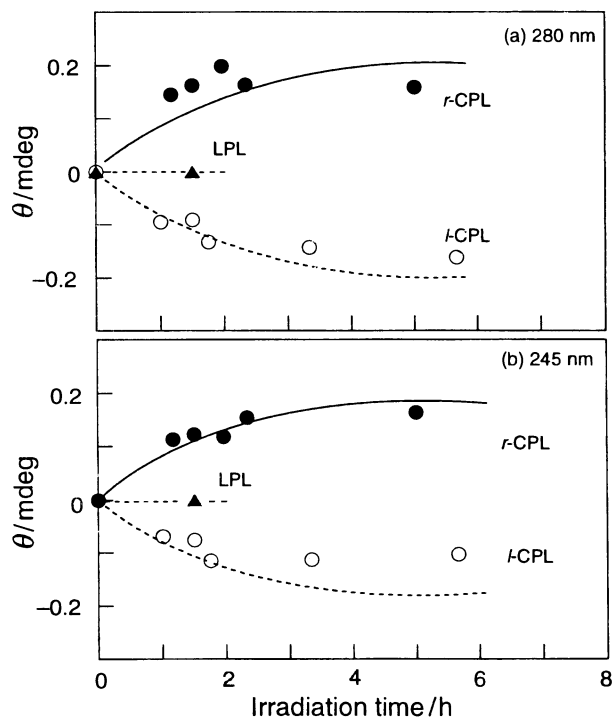 (a) 280 nm
0.2
r-CPL
LPL
θ/mdeg
0
l-CPL
−0.2
(b) 245 nm
0.2
r-CPL
LPL
θ/mdeg
0
l-CPL
−0.2
0 2 4 6 8
Irradiation time/h